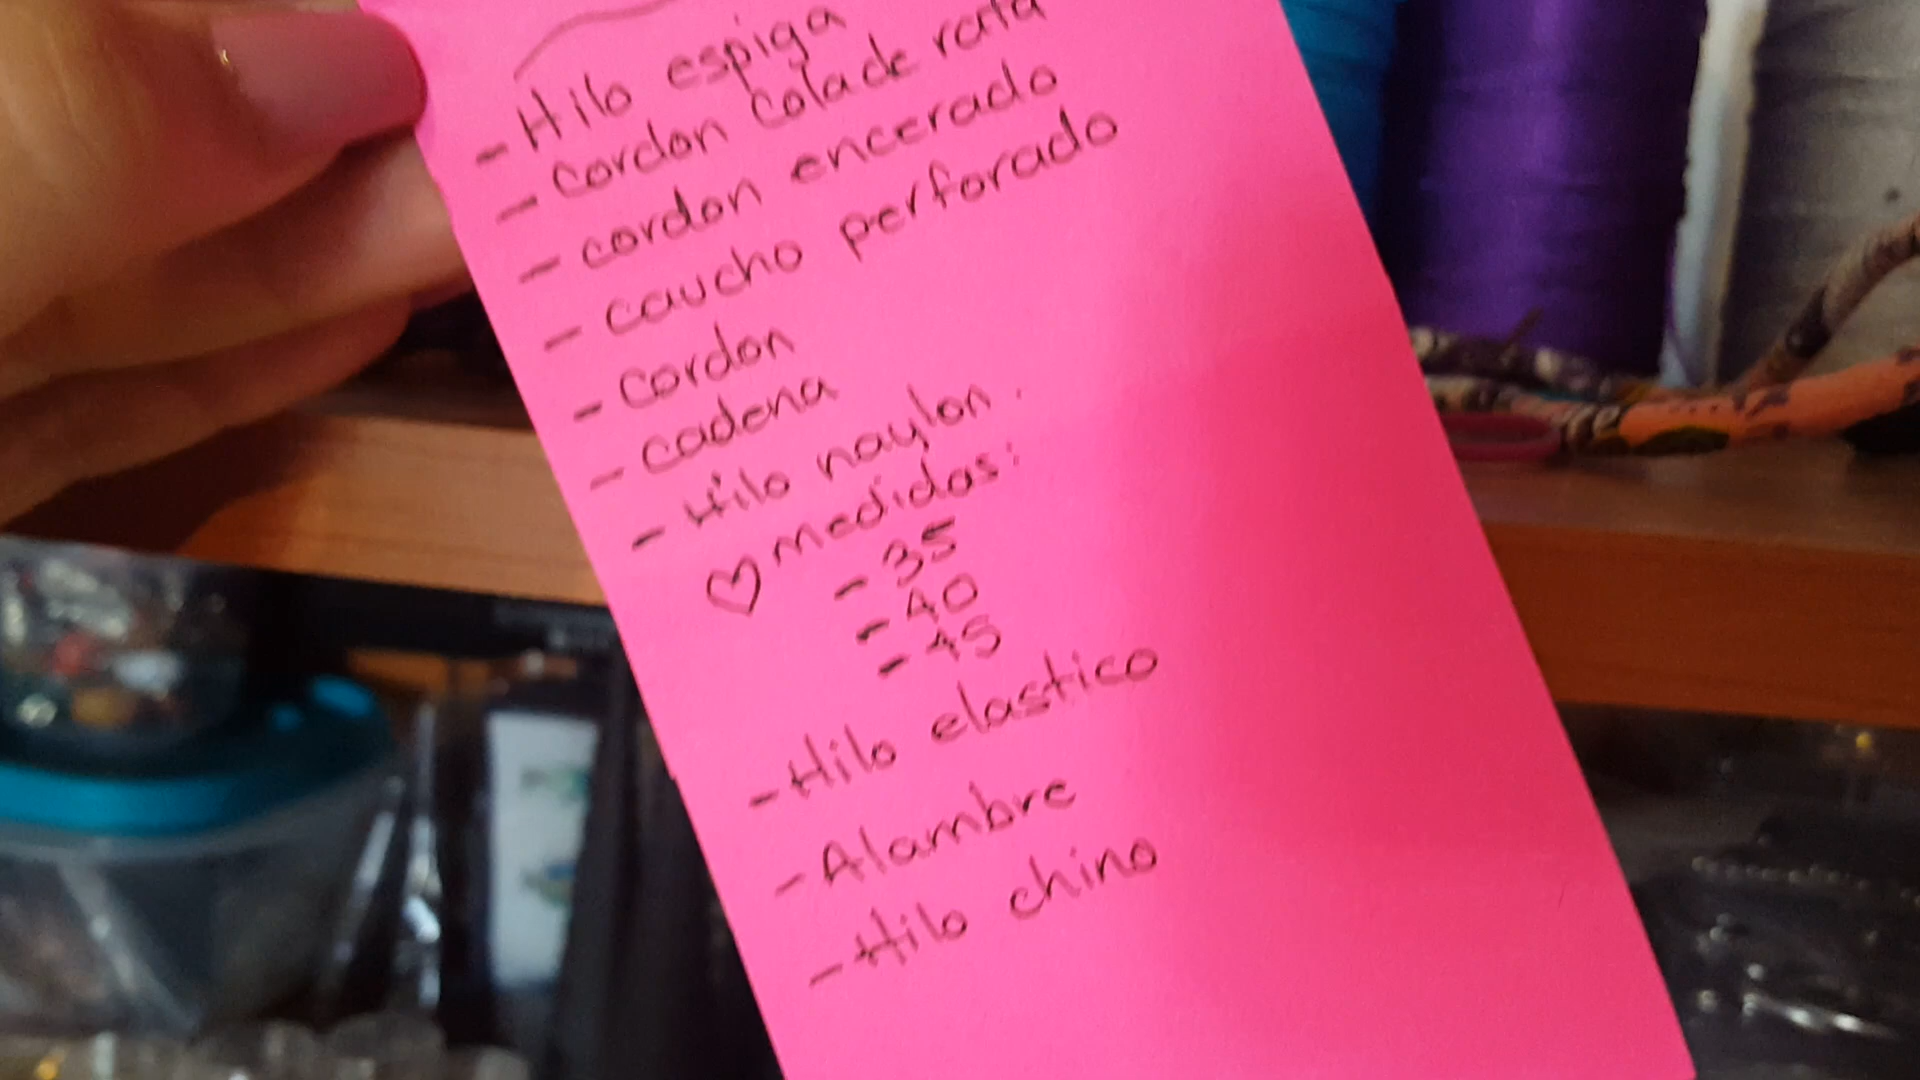 - Hilo espiga
- cordon cola de rata
- cordon encerado
- caucho perforado
- cordon
- cadena
- Hilo naylon.
♡ medidas:
- 35
- 40
- 45
- Hilo elastico
- Alambre
- Hilo chino